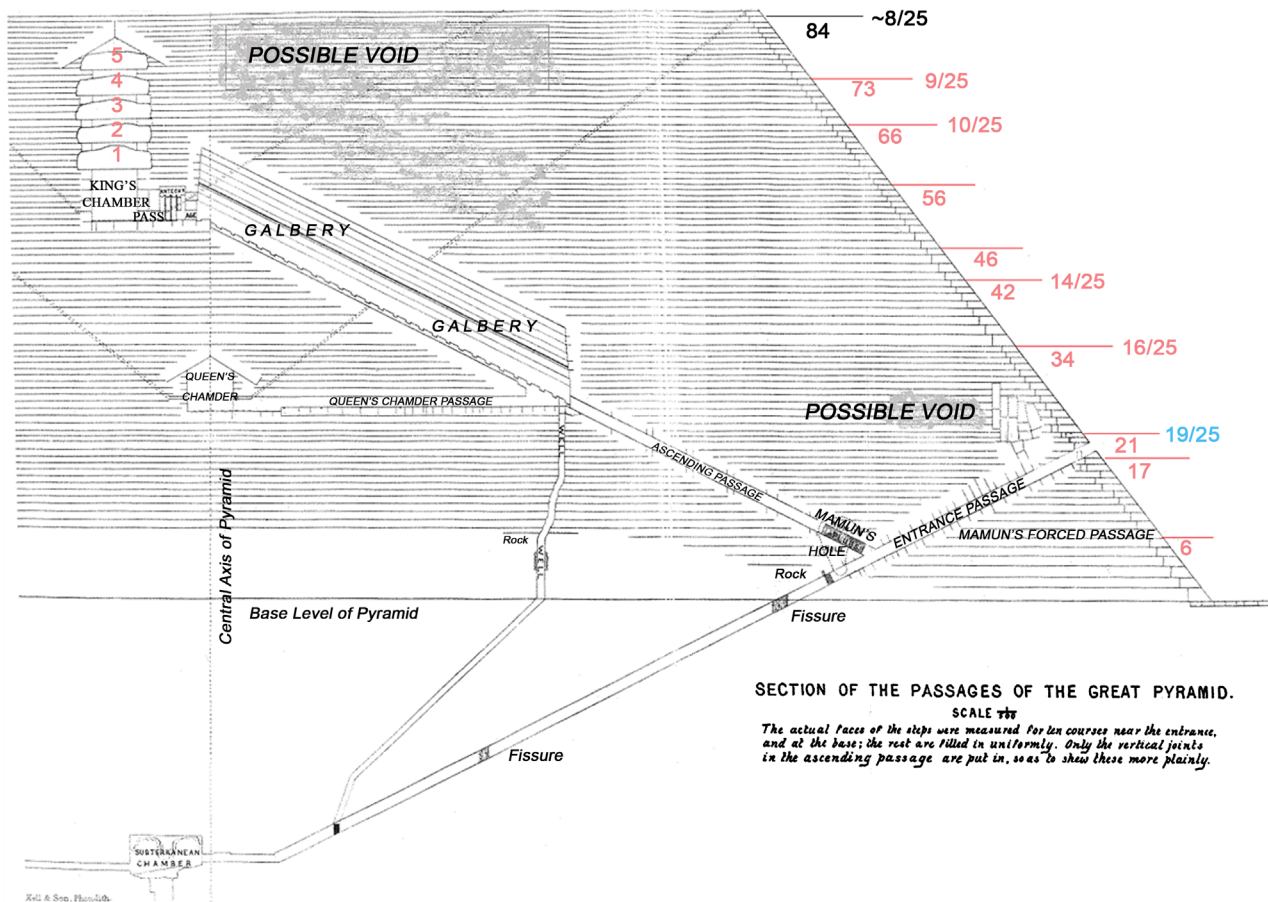 84 ~8/25
5
POSSIBLE VOID
4
73 9/25
3
66 10/25
2
1
KING'S
CHAMBER
PASS
56
GALBERY
46
42 14/25
GALBERY
34 16/25
QUEEN'S
CHAMDER
QUEEN'S CHAMDER PASSAGE
POSSIBLE VOID
21 19/25
WELL
17
ASCENDING PASSAGE
ENTRANCE PASSAGE
Central Axis of Pyramid
MAMUN'S
HOLE
MAMUN'S FORCED PASSAGE
6
Rock
WELL
Rock
Base Level of Pyramid
Fissure
SECTION OF THE PASSAGES OF THE GREAT PYRAMID.
SCALE
The actual faces of the steps were measured for ten courses near the entrance,
and at the base; the rest are filled in uniformly. Only the vertical joints
in the ascending passage are put in, so as to shew these more plainly.
Fissure
SUBTERRANEAN
CHAMBER
Kell & Son, Photolith.